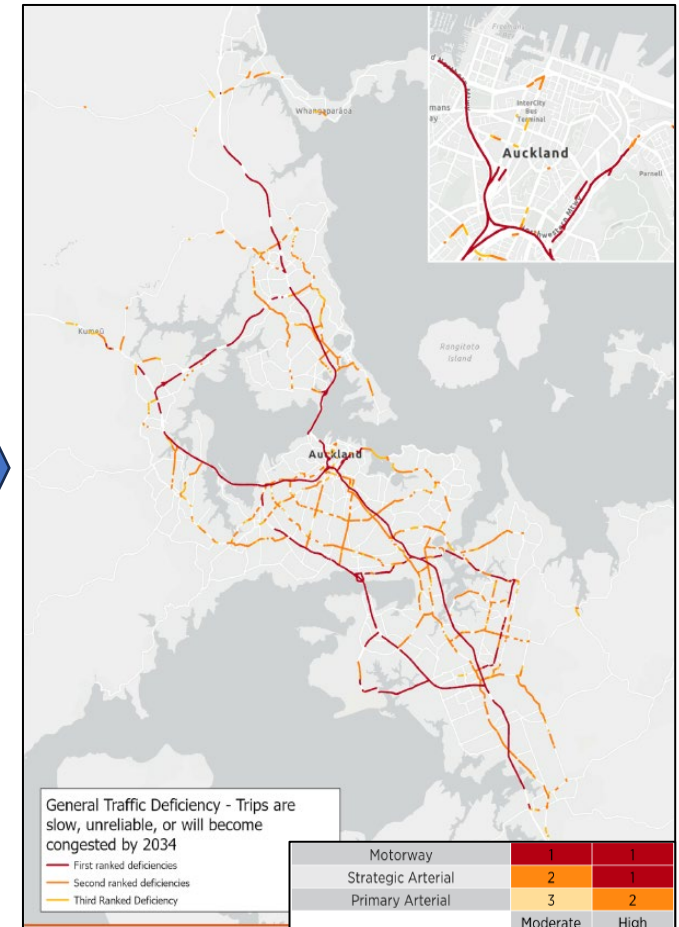 Whangaparāoa
InterCity
Bus
Terminal
Auckland
Parnell
Northwestern Mtwy
Kumeū
Rangitoto
Island
Auckland
General Traffic Deficiency - Trips are
slow, unreliable, or will become
congested by 2034
First ranked deficiencies
Second ranked deficiencies
Third Ranked Deficiency
Motorway 1 1
Strategic Arterial 2 1
Primary Arterial 3 2
Moderate High